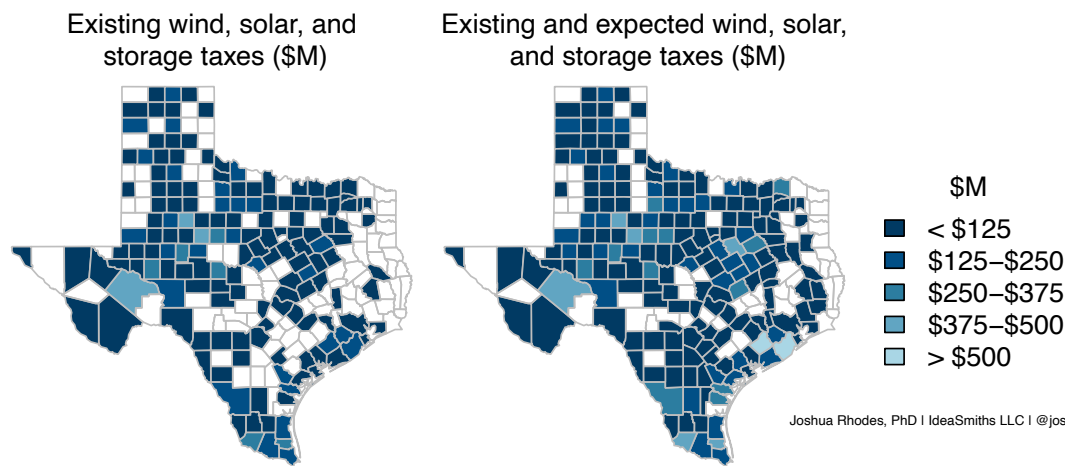 Existing wind, solar, and
storage taxes ($M)
Existing and expected wind, solar,
and storage taxes ($M)
$M
< $125
$125–$250
$250–$375
$375–$500
> $500
Joshua Rhodes, PhD | IdeaSmiths LLC | @jos